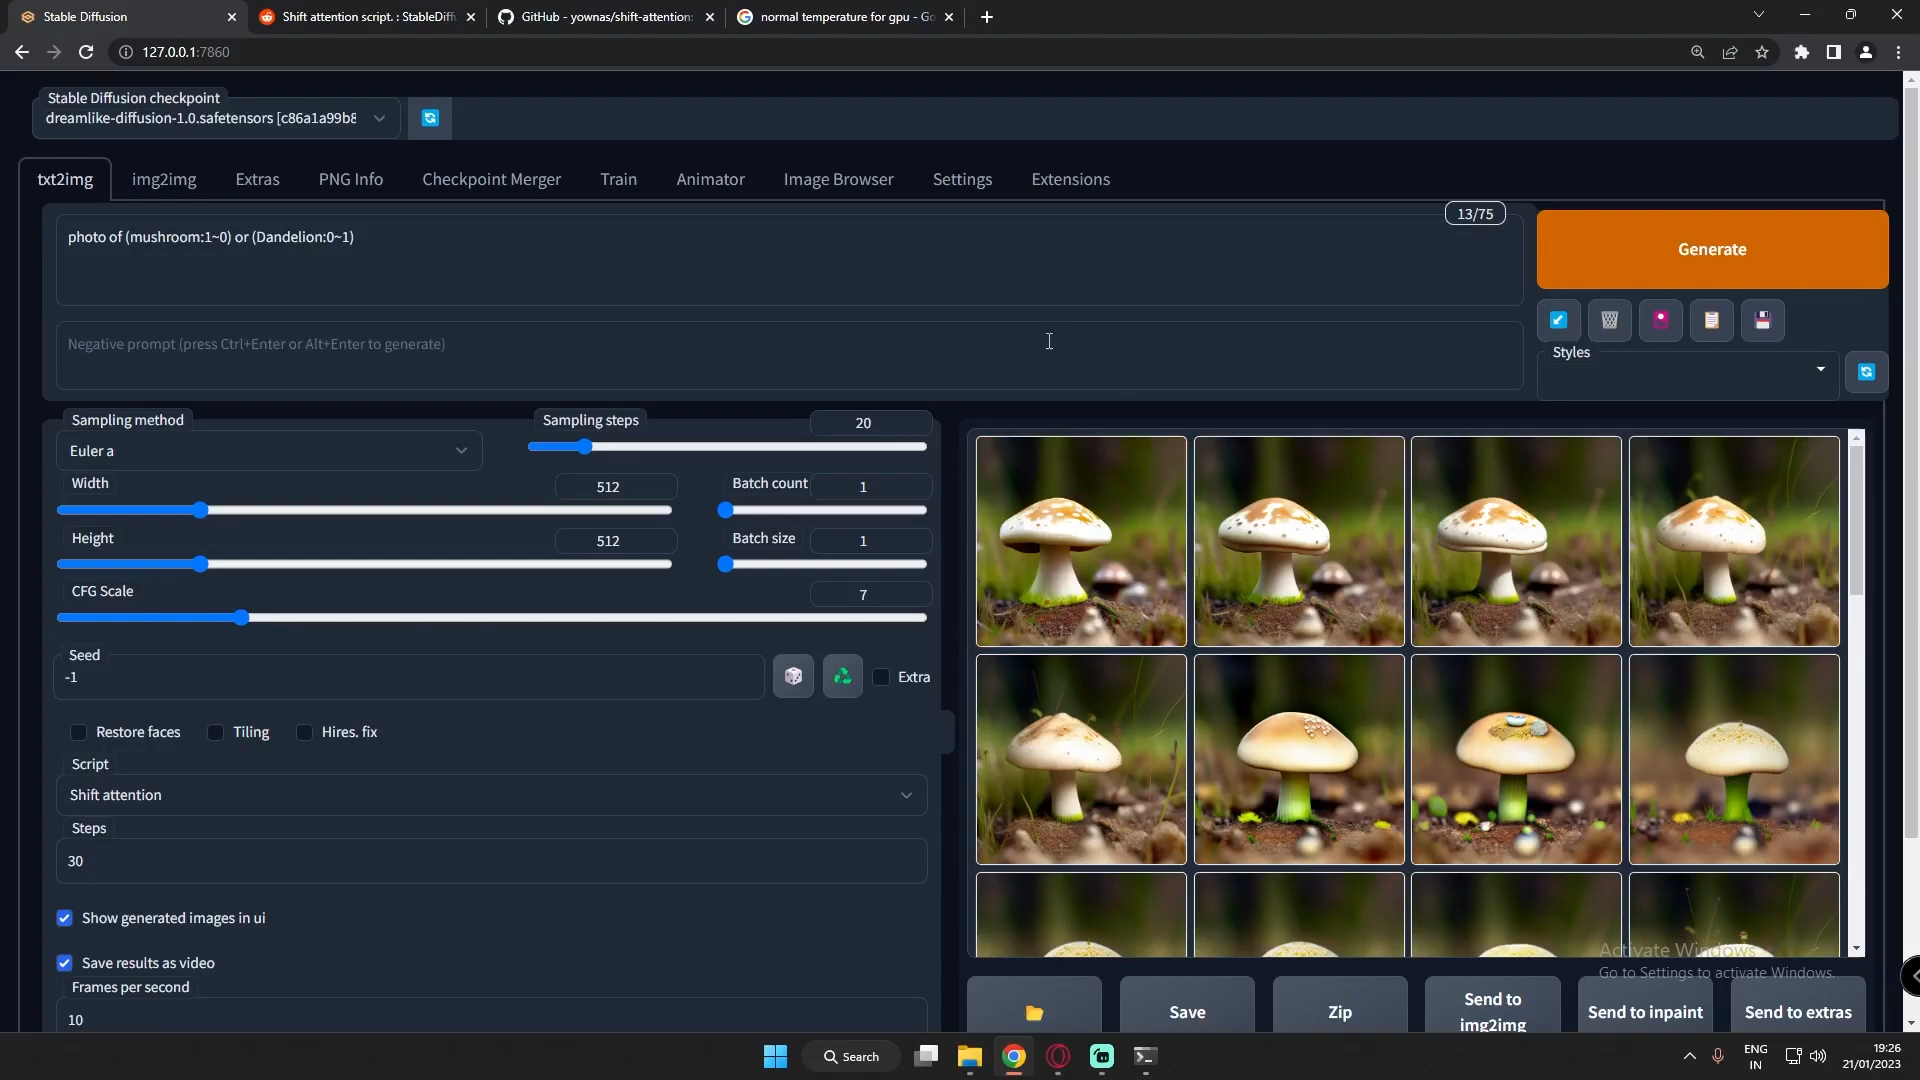 Stable Diffusion
Shift attention script. : StableDiffu
GitHub - yownas/shift-attention:
normal temperature for gpu - Go
127.0.0.1:7860
Stable Diffusion checkpoint
dreamlike-diffusion-1.0.safetensors [c86a1a99b8
txt2img
img2img
Extras
PNG Info
Checkpoint Merger
Train
Animator
Image Browser
Settings
Extensions
13/75
photo of (mushroom:1~0) or (Dandelion:0~1)
Generate
Negative prompt (press Ctrl+Enter or Alt+Enter to generate)
Styles
Sampling method
Euler a
Sampling steps
20
Width
512
Batch count
1
Height
512
Batch size
1
CFG Scale
7
Seed
-1
Extra
Restore faces
Tiling
Hires. fix
Script
Shift attention
Steps
30
Show generated images in ui
Save results as video
Frames per second
10
Activate Windows
Go to Settings to activate Windows.
Save
Zip
Send to
img2img
Send to inpaint
Send to extras
Search
ENG
IN
19:26
21/01/2023